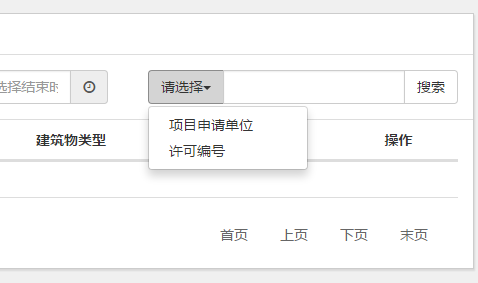 选择结束时 请选择 搜索
项目申请单位
建筑物类型 操作
许可编号
首页 上页 下页 末页